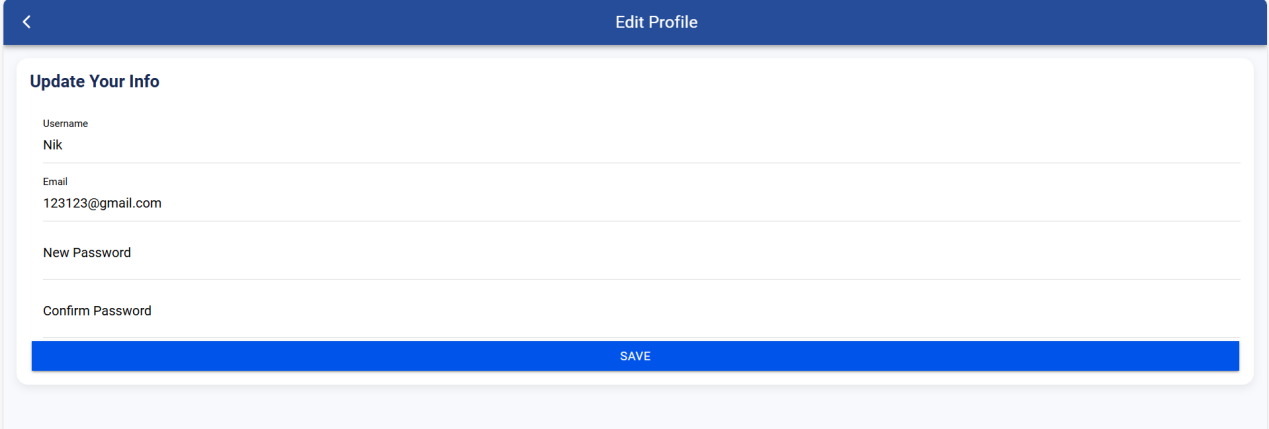 Edit Profile
Update Your Info
Username
Nik
Email
123123@gmail.com
New Password
Confirm Password
SAVE